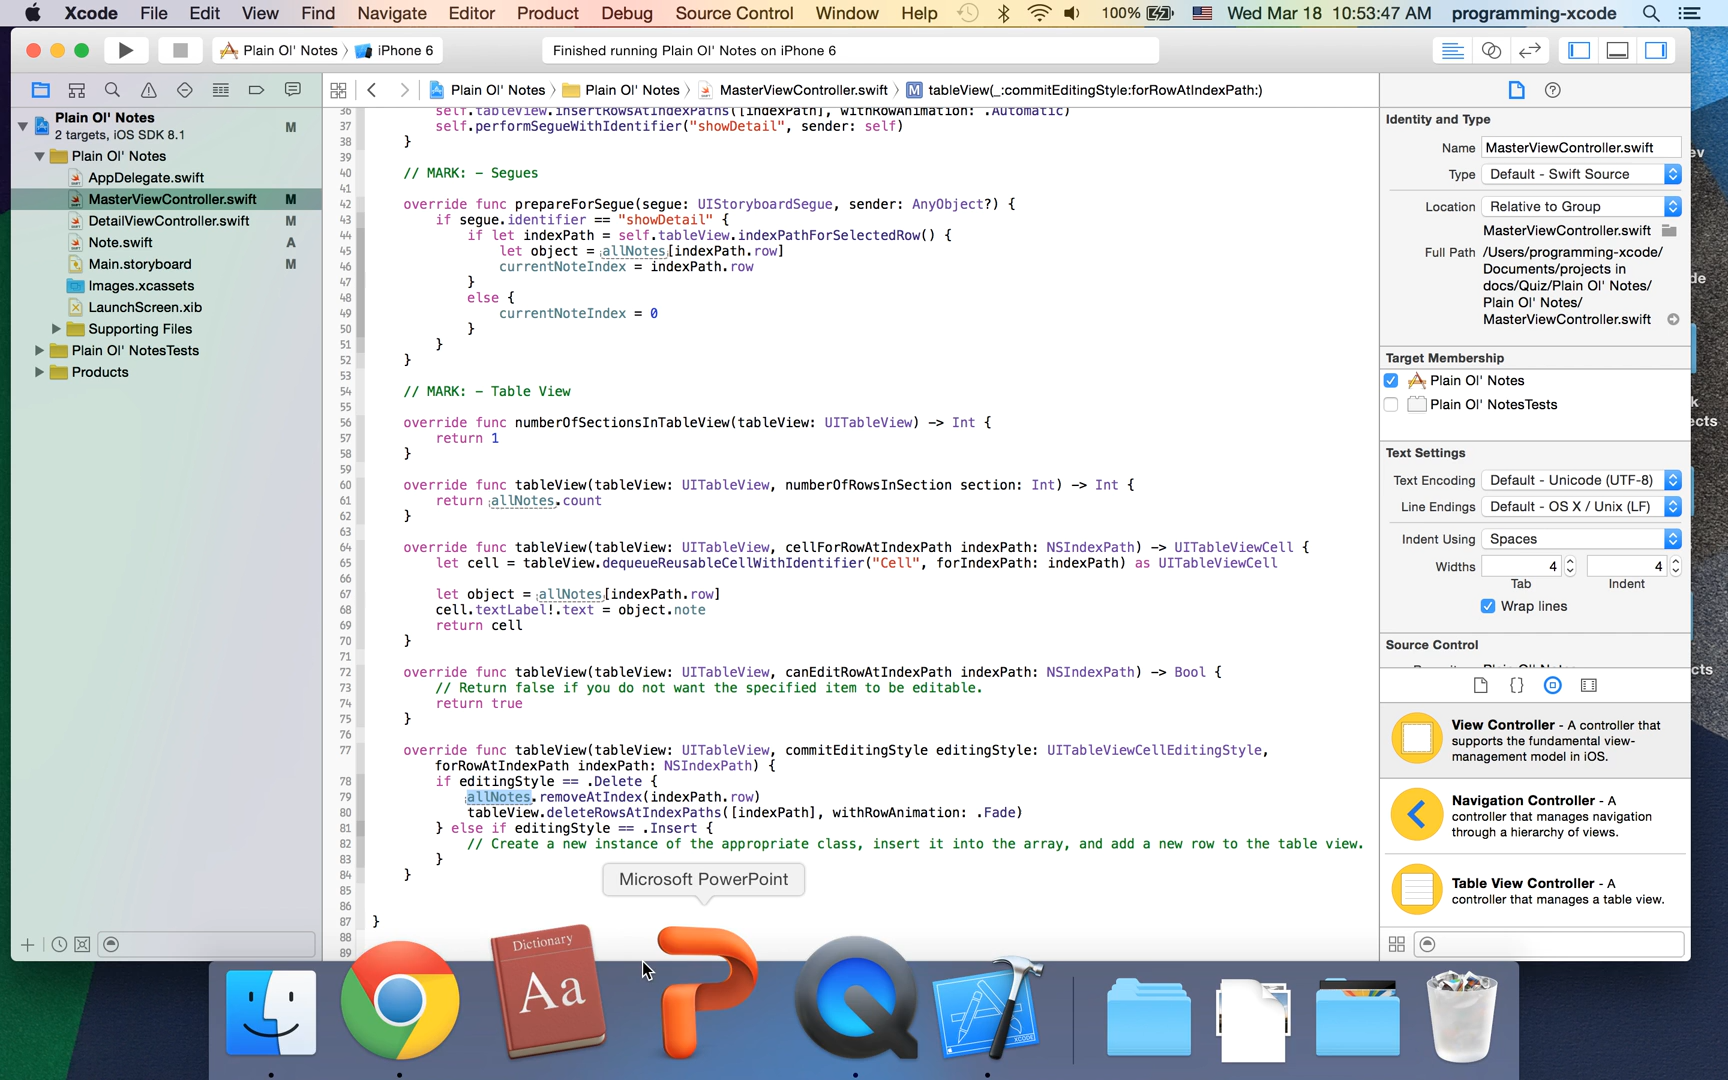 Xcode File Edit View Find Navigate Editor Product Debug Source Control Window Help 100% Wed Mar 18 10:53:47 AM programming-xcode
Plain Ol' Notes iPhone 6
Finished running Plain Ol' Notes on iPhone 6
Plain Ol' Notes
2 targets, iOS SDK 8.1
M
Plain Ol' Notes
AppDelegate.swift
MasterViewController.swift M
DetailViewController.swift M
Note.swift A
Main.storyboard M
Images.xcassets
LaunchScreen.xib
Supporting Files
Plain Ol' NotesTests
Products
Plain Ol' Notes Plain Ol' Notes MasterViewController.swift M tableView(_:commitEditingStyle:forRowAtIndexPath:)
36 self.tableView.insertRowsAtIndexPaths([indexPath], withRowAnimation: .Automatic)
37 self.performSegueWithIdentifier("showDetail", sender: self)
38 }
39
40 // MARK: - Segues
41
42 override func prepareForSegue(segue: UIStoryboardSegue, sender: AnyObject?) {
43 if segue.identifier == "showDetail" {
44 if let indexPath = self.tableView.indexPathForSelectedRow() {
45 let object = allNotes[indexPath.row]
46 currentNoteIndex = indexPath.row
47 }
48 else {
49 currentNoteIndex = 0
50 }
51 }
52 }
53
54 // MARK: - Table View
55
56 override func numberOfSectionsInTableView(tableView: UITableView) -> Int {
57 return 1
58 }
59
60 override func tableView(tableView: UITableView, numberOfRowsInSection section: Int) -> Int {
61 return allNotes.count
62 }
63
64 override func tableView(tableView: UITableView, cellForRowAtIndexPath indexPath: NSIndexPath) -> UITableViewCell {
65 let cell = tableView.dequeueReusableCellWithIdentifier("Cell", forIndexPath: indexPath) as UITableViewCell
66
67 let object = allNotes[indexPath.row]
68 cell.textLabel!.text = object.note
69 return cell
70 }
71
72 override func tableView(tableView: UITableView, canEditRowAtIndexPath indexPath: NSIndexPath) -> Bool {
73 // Return false if you do not want the specified item to be editable.
74 return true
75 }
76
77 override func tableView(tableView: UITableView, commitEditingStyle editingStyle: UITableViewCellEditingStyle,
forRowAtIndexPath indexPath: NSIndexPath) {
78 if editingStyle == .Delete {
79 allNotes.removeAtIndex(indexPath.row)
80 tableView.deleteRowsAtIndexPaths([indexPath], withRowAnimation: .Fade)
81 } else if editingStyle == .Insert {
82 // Create a new instance of the appropriate class, insert it into the array, and add a new row to the table view.
83 }
84 }
85
86
87 }
88
89
Identity and Type
Name MasterViewController.swift
Type Default - Swift Source
Location Relative to Group
MasterViewController.swift
Full Path /Users/programming-xcode/
Documents/projects in
docs/Quiz/Plain Ol' Notes/
Plain Ol' Notes/
MasterViewController.swift
Target Membership
Plain Ol' Notes
Plain Ol' NotesTests
Text Settings
Text Encoding Default - Unicode (UTF-8)
Line Endings Default - OS X / Unix (LF)
Indent Using Spaces
Widths 4 4
Tab Indent
Wrap lines
Source Control
View Controller - A controller that
supports the fundamental view-
management model in iOS.
Navigation Controller - A
controller that manages navigation
through a hierarchy of views.
Table View Controller - A
controller that manages a table view.
Microsoft PowerPoint
Dictionary
Aa
XCODE